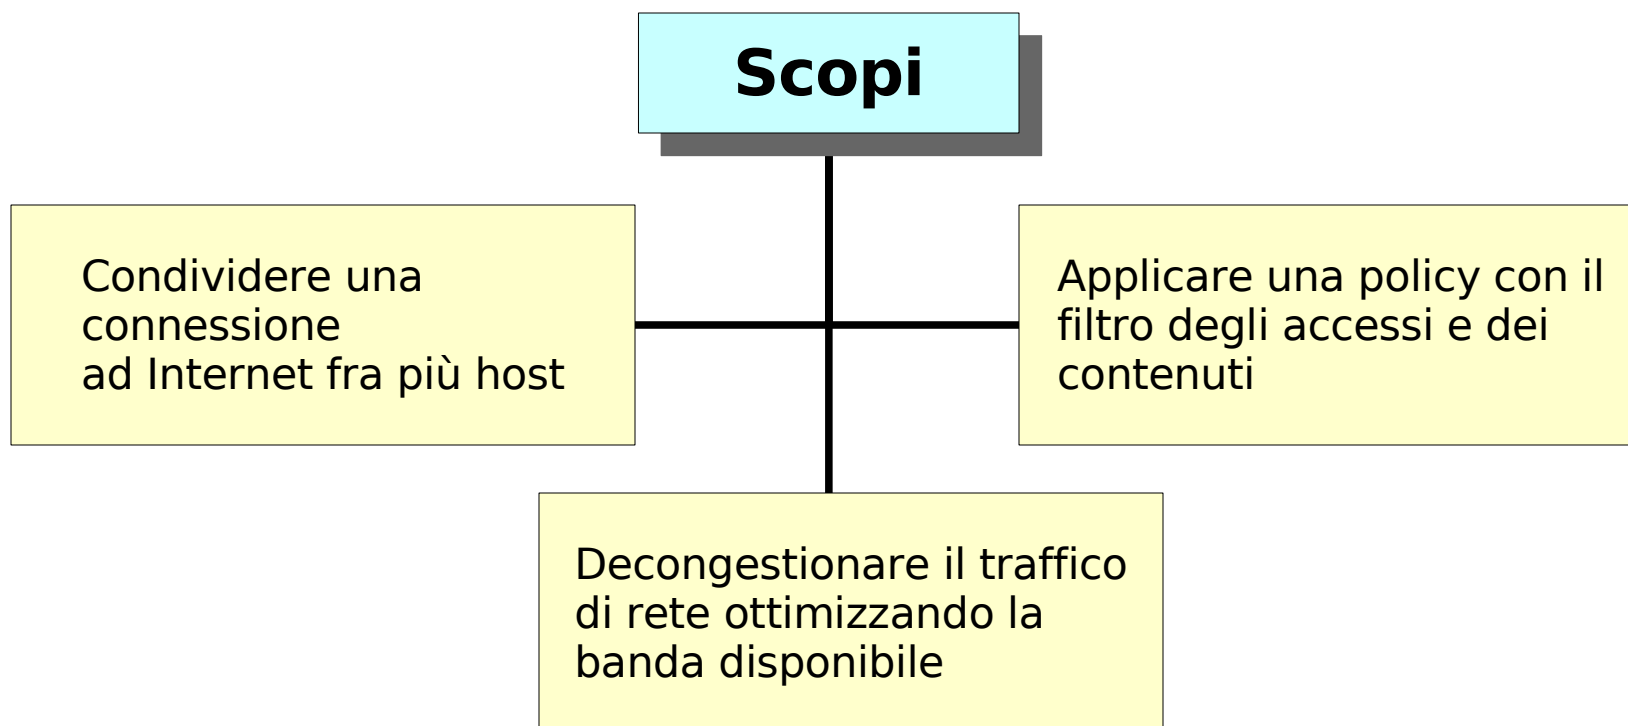 Scopi
Condividere una
connessione
ad Internet fra più host
Applicare una policy con il
filtro degli accessi e dei
contenuti
Decongestionare il traffico
di rete ottimizzando la
banda disponibile